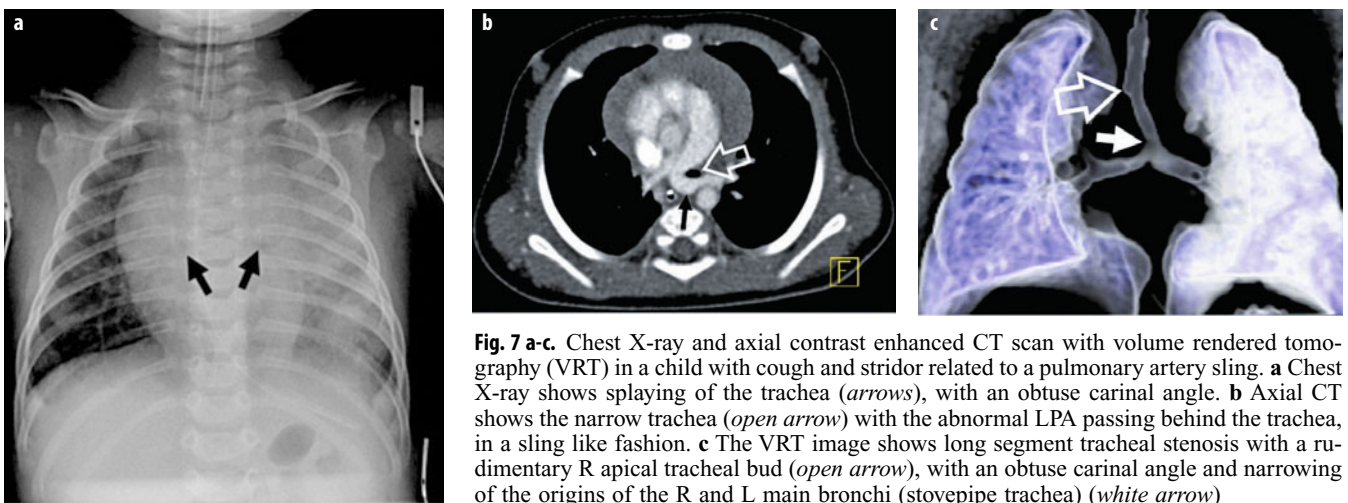 a
b
c
F
Fig. 7 a-c. Chest X-ray and axial contrast enhanced CT scan with volume rendered tomo-
graphy (VRT) in a child with cough and stridor related to a pulmonary artery sling. a Chest
X-ray shows splaying of the trachea (arrows), with an obtuse carinal angle. b Axial CT
shows the narrow trachea (open arrow) with the abnormal LPA passing behind the trachea,
in a sling like fashion. c The VRT image shows long segment tracheal stenosis with a ru-
dimentary R apical tracheal bud (open arrow), with an obtuse carinal angle and narrowing
of the origins of the R and L main bronchi (stovepipe trachea) (white arrow)